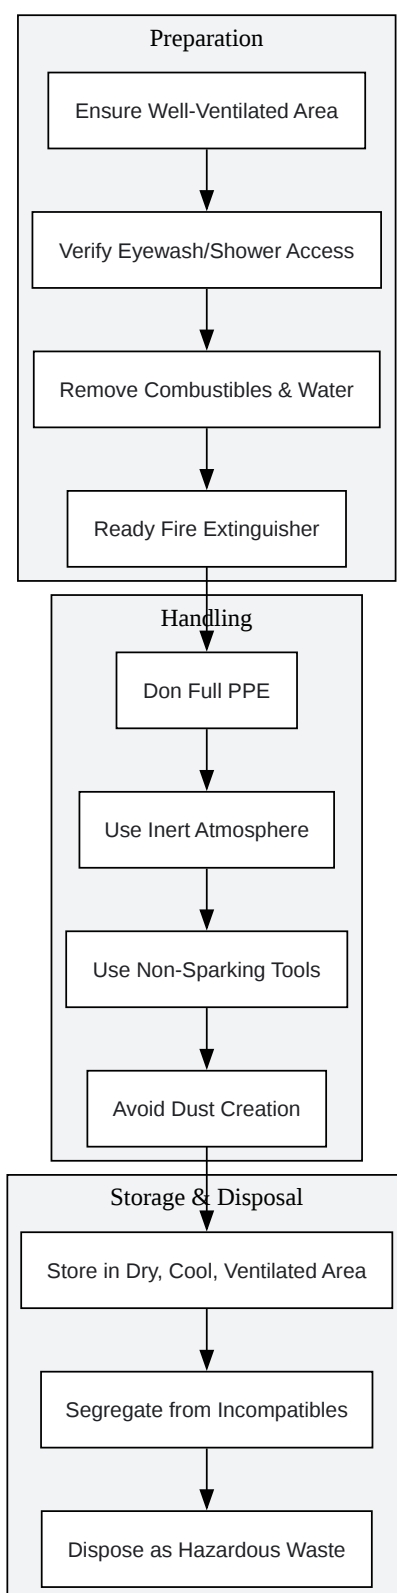 Preparation
Ensure Well-Ventilated Area
Verify Eyewash/Shower Access
Remove Combustibles & Water
Ready Fire Extinguisher
Handling
Don Full PPE
Use Inert Atmosphere
Use Non-Sparking Tools
Avoid Dust Creation
Storage & Disposal
Store in Dry, Cool, Ventilated Area
Segregate from Incompatibles
Dispose as Hazardous Waste